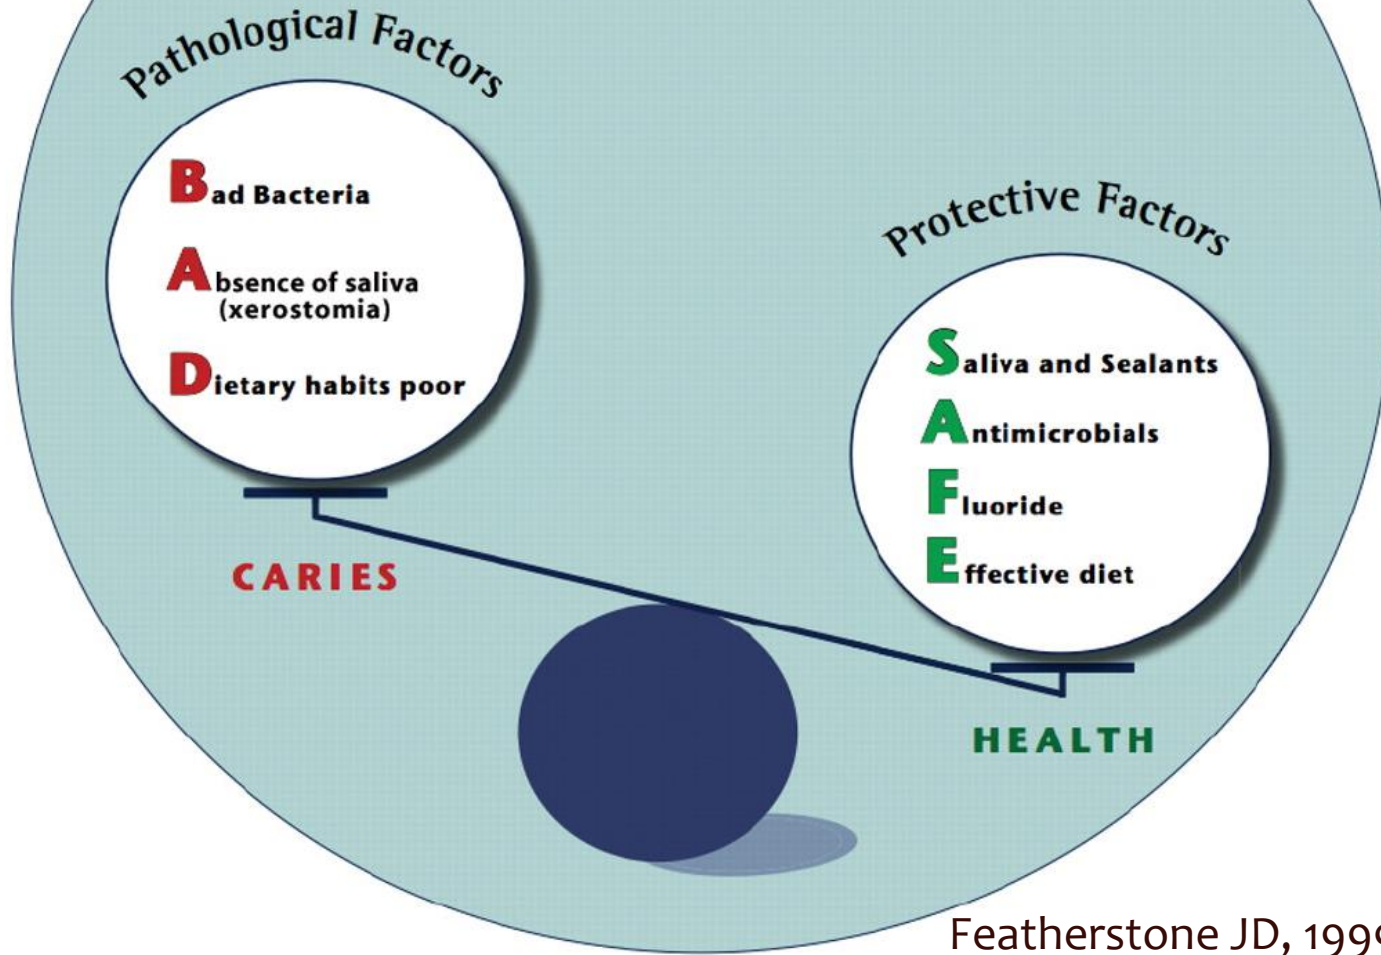 Pathological Factors
Bad Bacteria
Absence of saliva
(xerostomia)
Dietary habits poor
CARIES
Protective Factors
Saliva and Sealants
Antimicrobials
Fluoride
Effective diet
HEALTH
Featherstone JD,